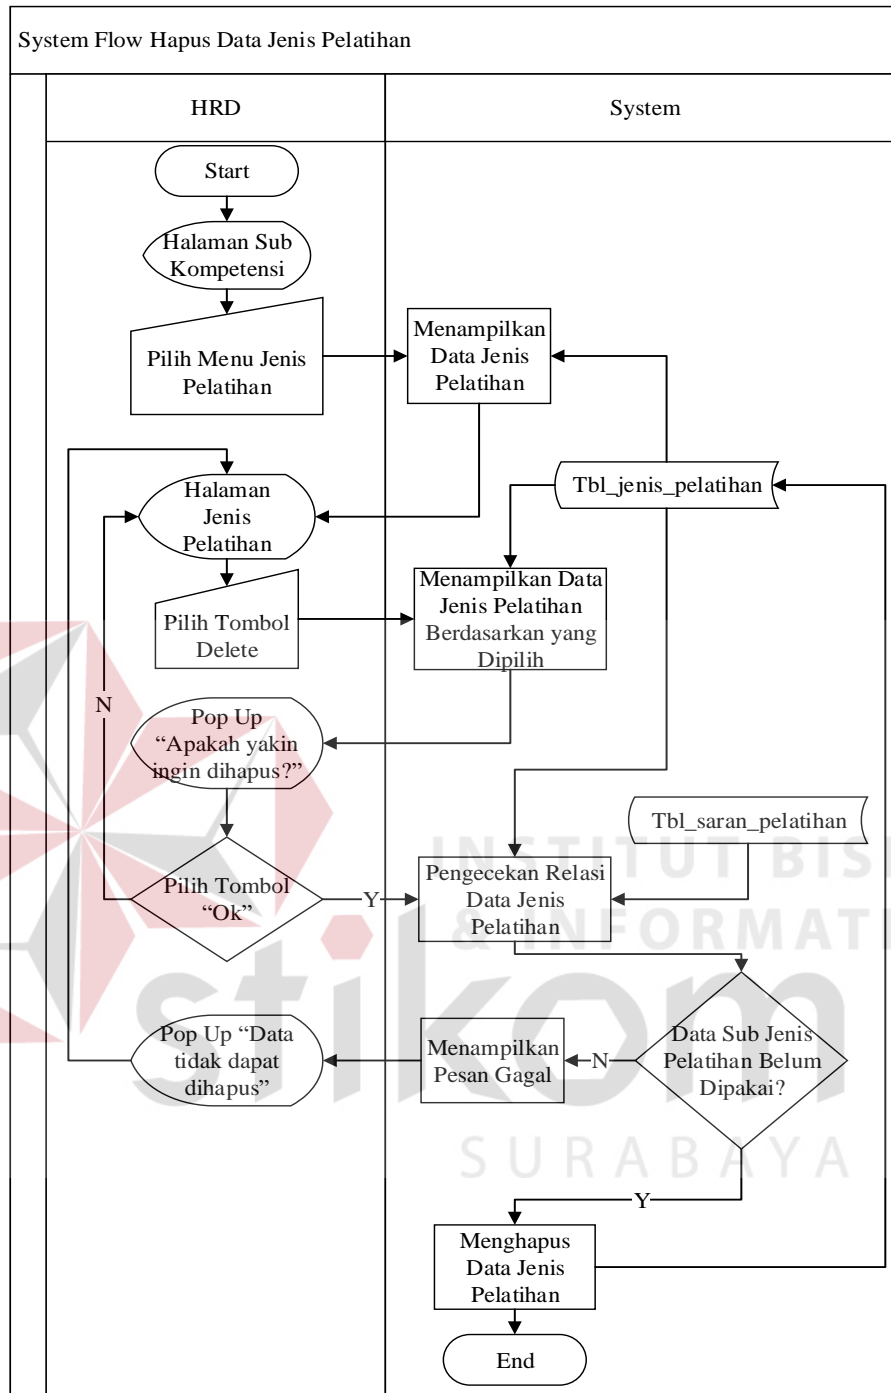 System Flow Hapus Data Jenis Pelatihan
HRD
System
Start
Halaman Sub
Kompetensi
Pilih Menu Jenis
Pelatihan
Menampilkan
Data Jenis
Pelatihan
Halaman
Jenis
Pelatihan
Tbl_jenis_pelatihan
Pilih Tombol
Delete
Menampilkan Data
Jenis Pelatihan
Berdasarkan yang
Dipilih
N
Pop Up
“Apakah yakin
ingin dihapus?”
Tbl_saran_pelatihan
Pilih Tombol
“Ok”
Y
Pengecekan Relasi
Data Jenis
Pelatihan
INSTITUT BISI
& INFORMATI
stikom
SURABAYA
Pop Up “Data
tidak dapat
dihapus”
Menampilkan
Pesan Gagal
N
Data Sub Jenis
Pelatihan Belum
Dipakai?
Y
Menghapus
Data Jenis
Pelatihan
End